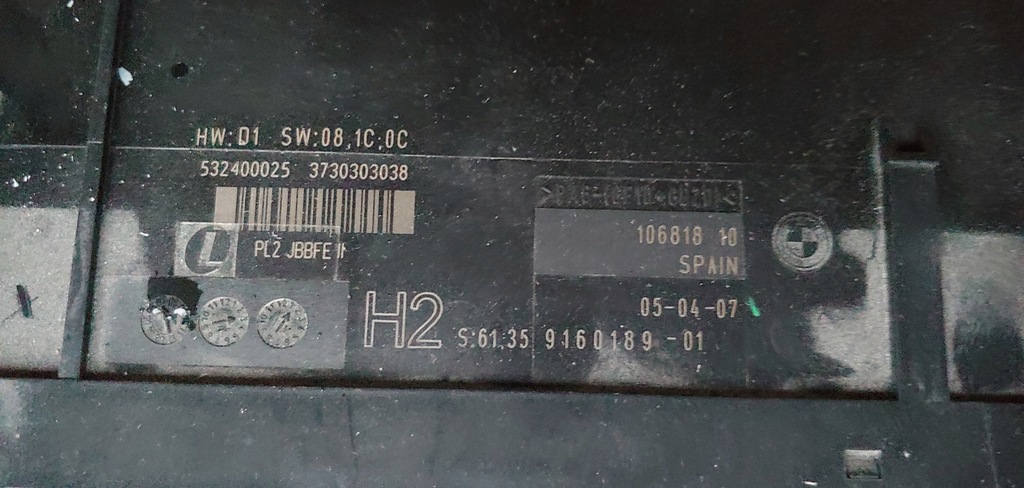 HW:D1 SW:08,1C,0C
532400025 3730303038
PL2 JBBFE
106818 10
SPAIN
05-04-07
H2
S:61.35 9160189 -01